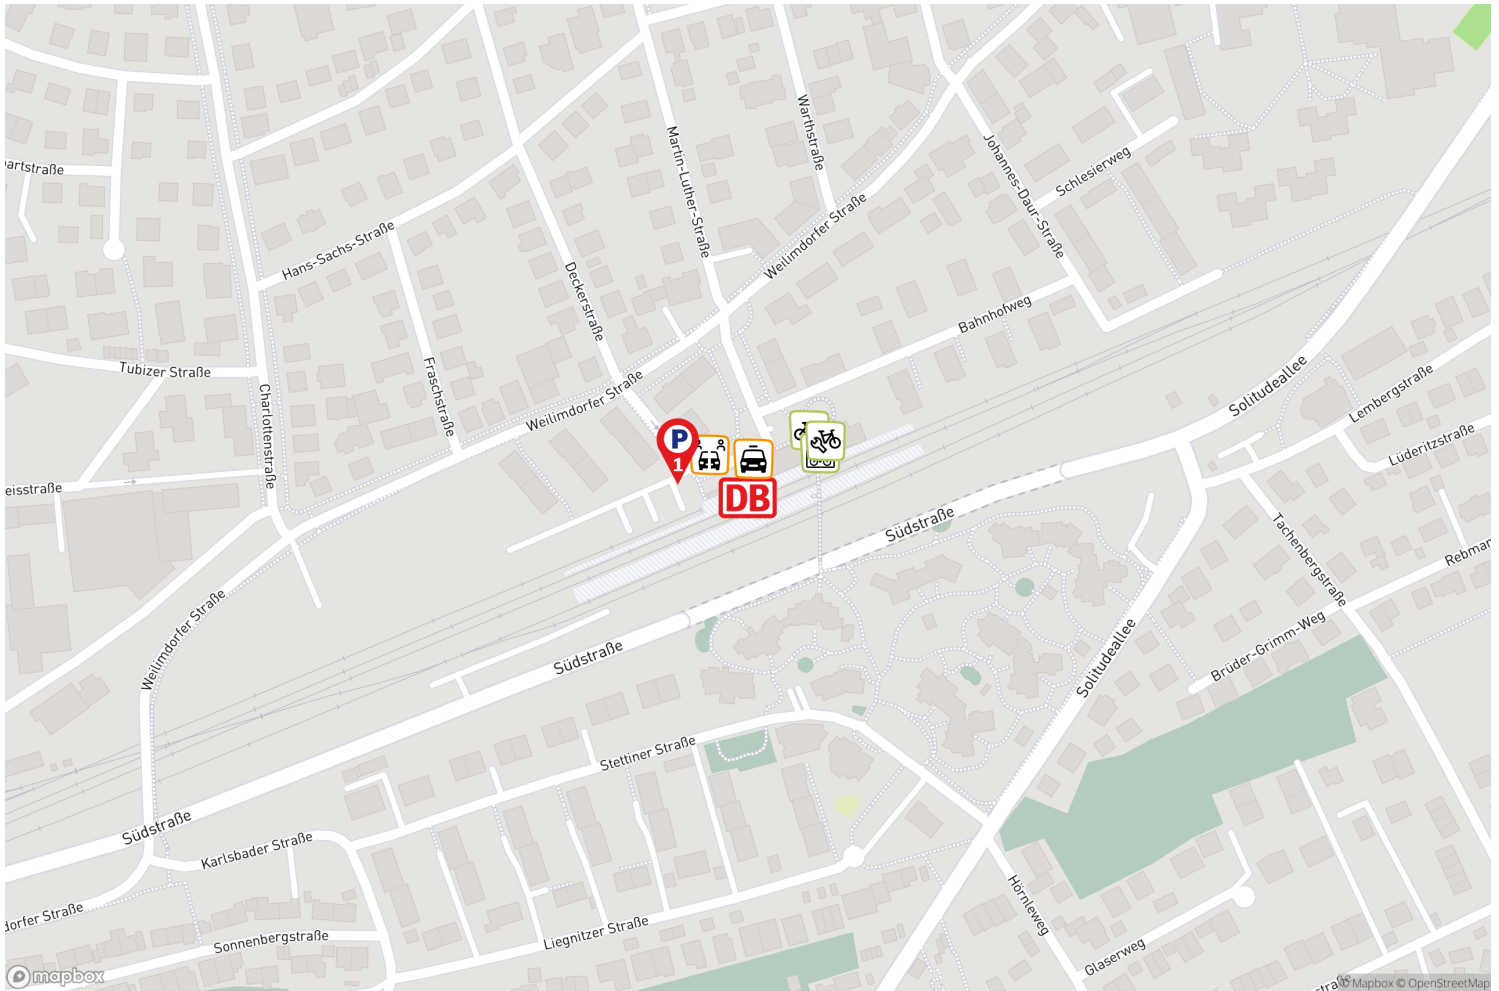 Warthstraße
Martin-Luther-Straße
Johannes-Daur-Straße
Schlesierweg
artstraße
Hans-Sachs-Straße
Weilimdorfer Straße
Deckerstraße
Bahnhofweg
Tubizer Straße
Fraschstraße
Charlottenstraße
Weilimdorfer Straße
Solitudeallee
Lembergstraße
Lüderitzstraße
P
1
DB
eisstraße
Südstraße
Tachenbergstraße
Rebman
Weilimdorfer Straße
Südstraße
Brüder-Grimm-Weg
Solitudeallee
Stettiner Straße
Südstraße
Karlsbader Straße
Hörnleweg
dorfer Straße
Sonnenbergstraße
Liegnitzer Straße
Glaserweg
raße
mapbox
© Mapbox © OpenStreetMap